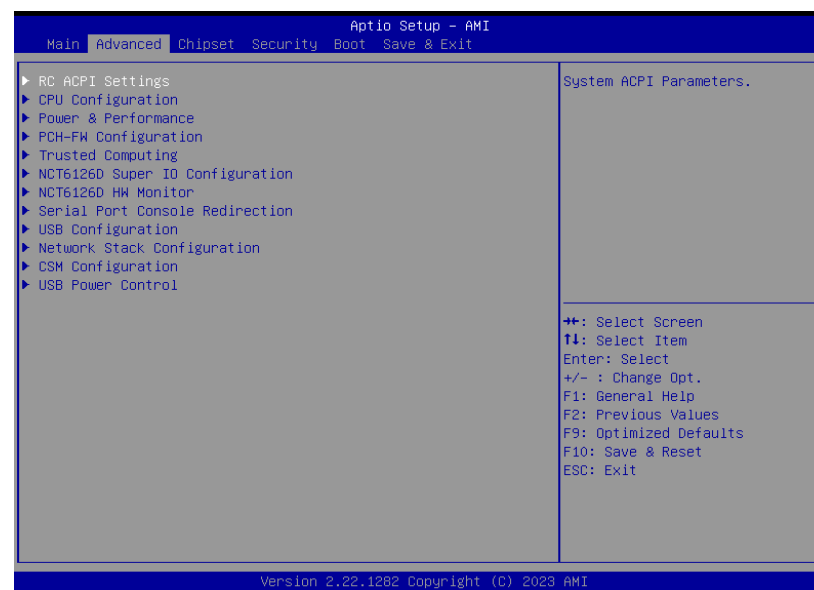 Aptio Setup – AMI
Main Advanced Chipset Security Boot Save & Exit
▶ RC ACPI Settings
▶ CPU Configuration
▶ Power & Performance
▶ PCH-FW Configuration
▶ Trusted Computing
▶ NCT6126D Super IO Configuration
▶ NCT6126D HW Monitor
▶ Serial Port Console Redirection
▶ USB Configuration
▶ Network Stack Configuration
▶ CSM Configuration
▶ USB Power Control
System ACPI Parameters.
→←: Select Screen
↑↓: Select Item
Enter: Select
+/- : Change Opt.
F1: General Help
F2: Previous Values
F9: Optimized Defaults
F10: Save & Reset
ESC: Exit
Version 2.22.1282 Copyright (C) 2023 AMI